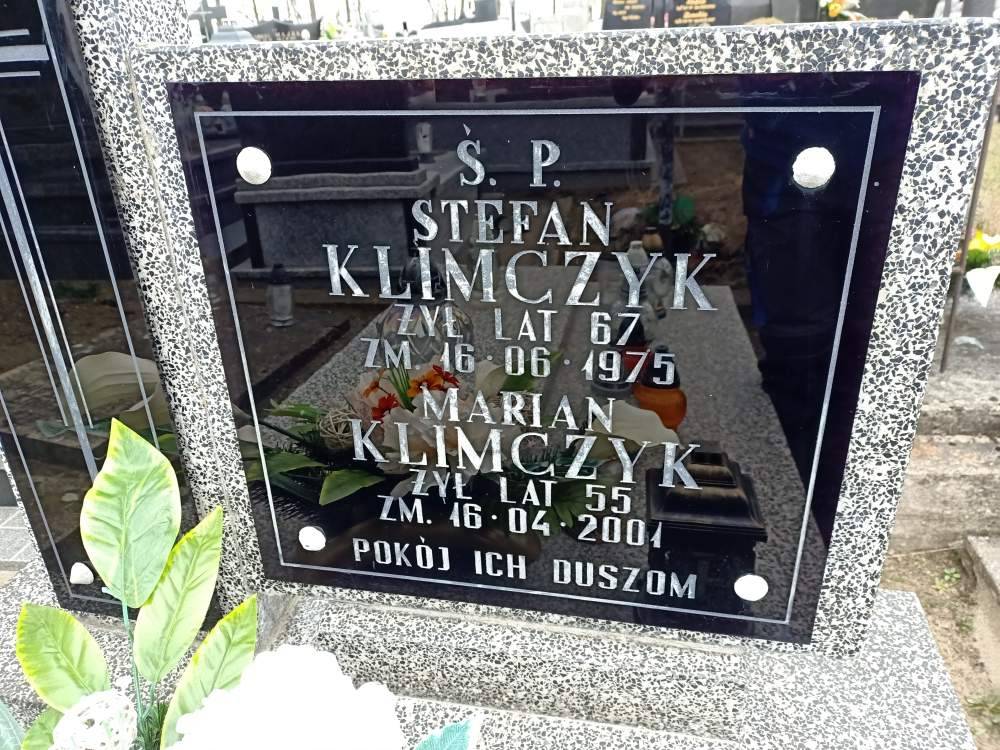 Ś. P.
STEFAN
KLIMCZYK
ŻYŁ LAT 67
ZM. 16·06·1975
MARIAN
KLIMCZYK
ŻYŁ LAT 55
ZM. 16·04·2001
POKÓJ ICH DUSZOM